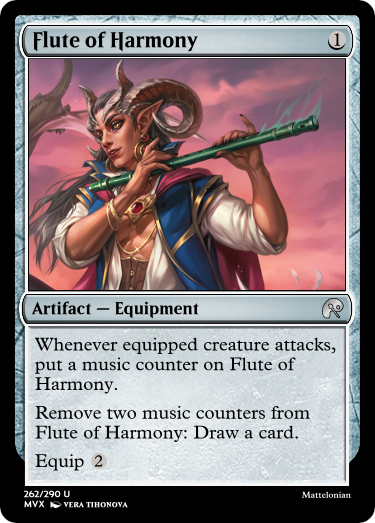 Flute of Harmony 1
Artifact — Equipment
Whenever equipped creature attacks,
put a music counter on Flute of
Harmony.
Remove two music counters from
Flute of Harmony: Draw a card.
Equip 2
262/290 U
MVX VERA TIHONOVA
Mattelonian